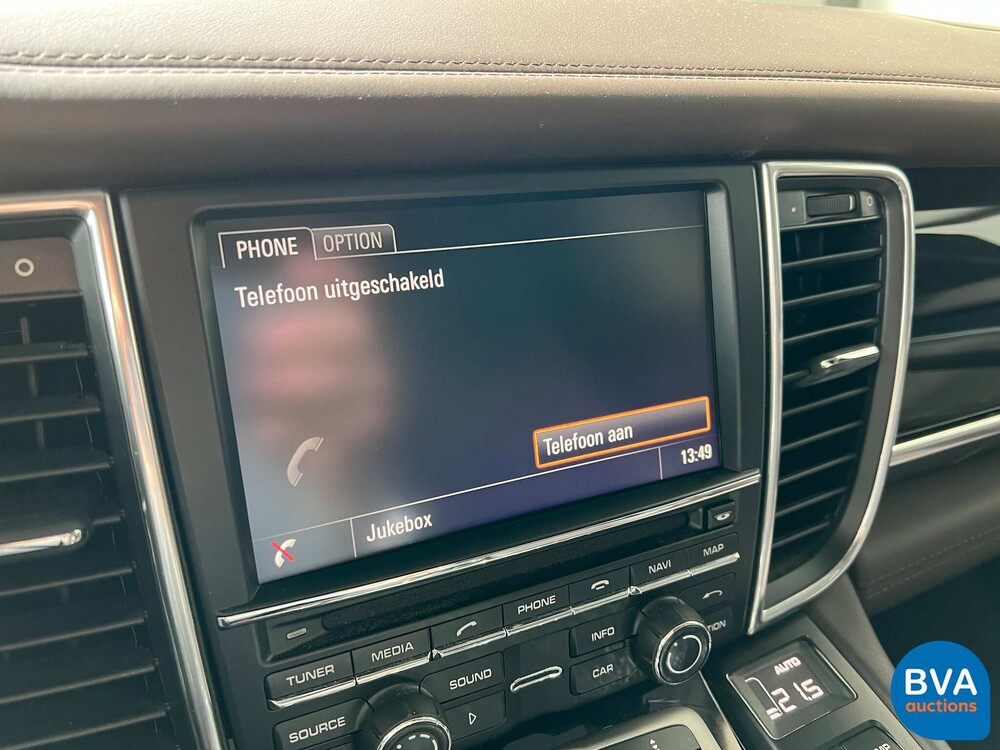 PHONE OPTION
Telefoon uitgeschakeld
Telefoon aan
13:49
Jukebox
TUNER MEDIA PHONE NAVI MAP
SOURCE SOUND INFO
CAR
AUTO
21.5
BVA
auctions